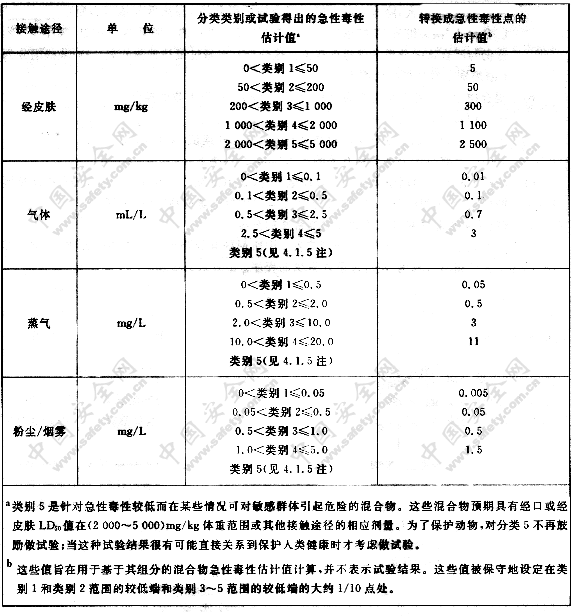 接触途径 单 位 分类类别或试验得出的急性毒性估计值a 转换成急性毒性点的估计值b
经皮肤 mg/kg
0<类别 1≤50 5
50<类别 2≤200 50
200<类别 3≤1 000 300
1 000<类别 4≤2 000 1 100
2 000<类别 5≤5 000 2 500
气体 mL/L
0<类别 1≤0.1 0.01
0.1<类别 2≤0.5 0.1
0.5<类别 3≤2.5 0.7
2.5<类别 4≤5 3
类别 5(见 4.1.5 注)
蒸气 mg/L
0<类别 1≤0.5 0.05
0.5<类别 2≤2.0 0.5
2.0<类别 3≤10.0 3
10.0<类别 4≤20.0 11
类别 5(见 4.1.5 注)
粉尘/烟雾 mg/L
0<类别 1≤0.05 0.005
0.05<类别 2≤0.5 0.05
0.5<类别 3≤1.0 0.5
1.0<类别 4≤5.0 1.5
类别 5(见 4.1.5 注)
a 类别 5 是针对急性毒性较低而在某些情况可对敏感群体引起危险的混合物。这些混合物预期具有经口或经
皮肤 LD50值在(2 000~5 000)mg/kg 体重范围或其他接触途径的相应剂量。为了保护动物,对分类 5 不再鼓
励做试验;当这种试验结果很有可能直接关系到保护人类健康时才考虑做试验。
b 这些值旨在用于基于其组分的混合物急性毒性估计值计算,并不表示试验结果。这些值被保守地设定在类
别 1 和类别 2 范围的较低端和类别 3~5 范围的较低端的大约 1/10 点处。
中国安全网
www.safety.com.cn